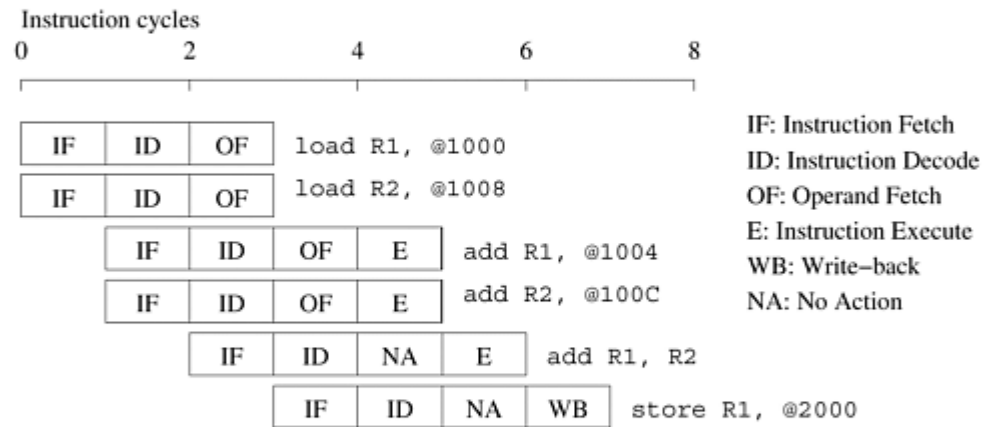 Instruction cycles
0 2 4 6 8
IF ID OF load R1, @1000
IF ID OF load R2, @1008
IF ID OF E add R1, @1004
IF ID OF E add R2, @100C
IF ID NA E add R1, R2
IF ID NA WB store R1, @2000
IF: Instruction Fetch
ID: Instruction Decode
OF: Operand Fetch
E: Instruction Execute
WB: Write−back
NA: No Action